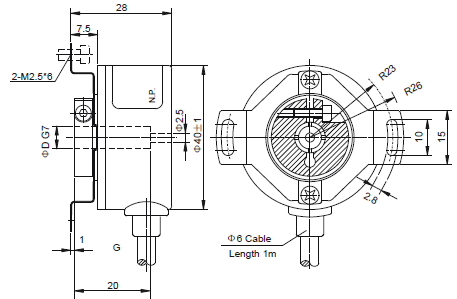 28
7.5
2-M2.5*6
N.P.
Φ2.5
Φ40±1
ΦD G7
1
G
20
R23
R26
10
15
2.8
Φ6 Cable
Length 1m